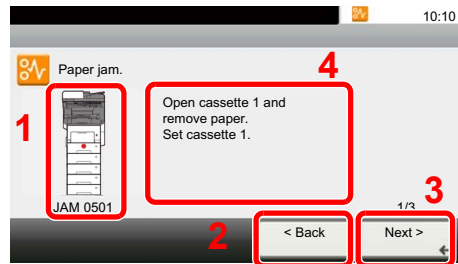 10:10
Paper jam.
4
1
Open cassette 1 and
remove paper.
Set cassette 1.
JAM 0501
1/3
3
2
< Back
Next >